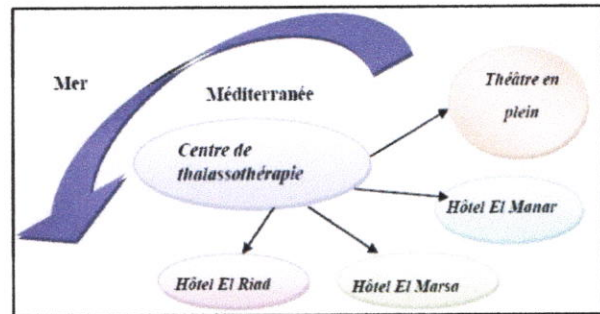 Mer
Méditerranée
Théâtre en
plein
Centre de
thalassothérapie
Hôtel El Manar
Hôtel El Riad
Hôtel El Marsa